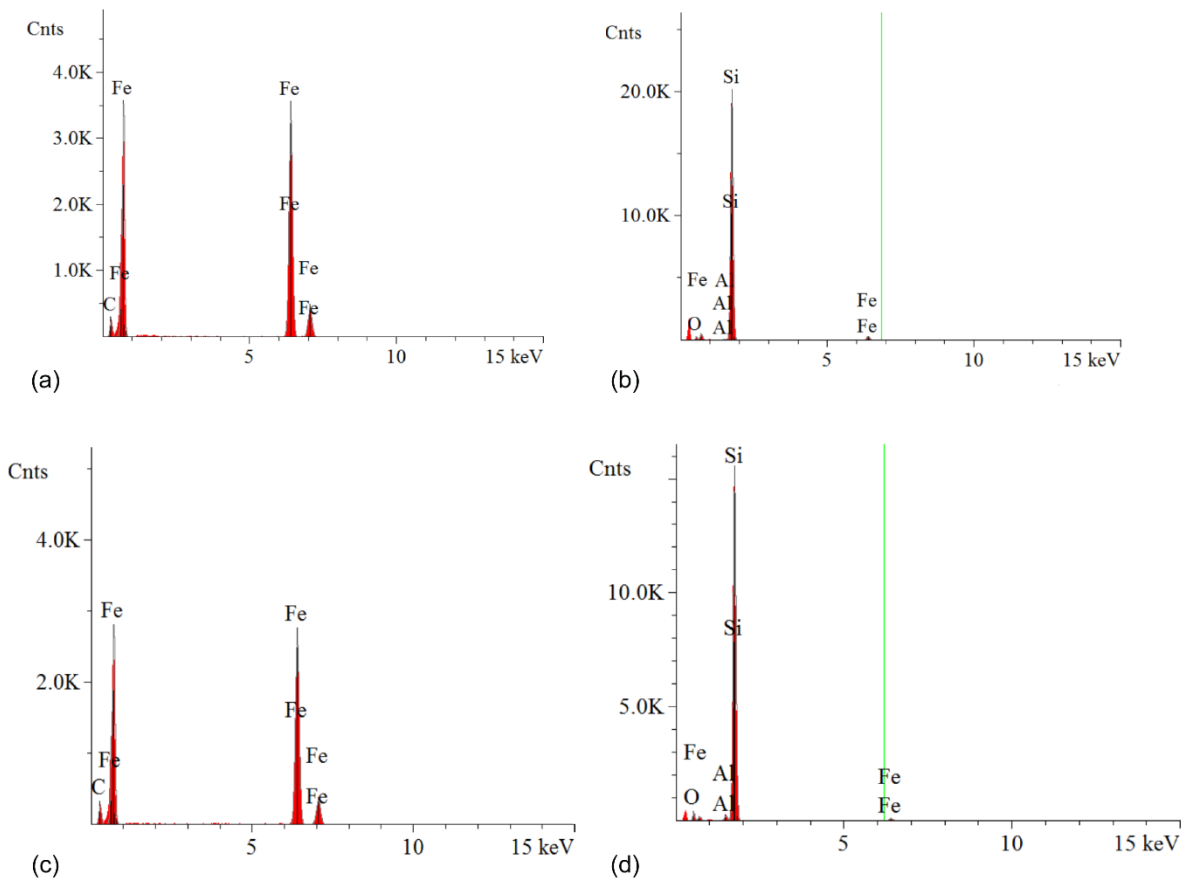 Cnts
4.0K
3.0K
2.0K
1.0K
Fe
Fe
Fe
Fe
Fe
Fe
C
5
10
15 keV
(a)
Cnts
20.0K
10.0K
Si
Si
Fe
Al
Al
Al
O
Fe
Fe
5
10
15 keV
(b)
Cnts
4.0K
2.0K
Fe
Fe
Fe
Fe
Fe
Fe
C
5
10
15 keV
(c)
Cnts
10.0K
5.0K
Si
Si
Fe
Al
Al
O
Fe
Fe
5
10
15 keV
(d)